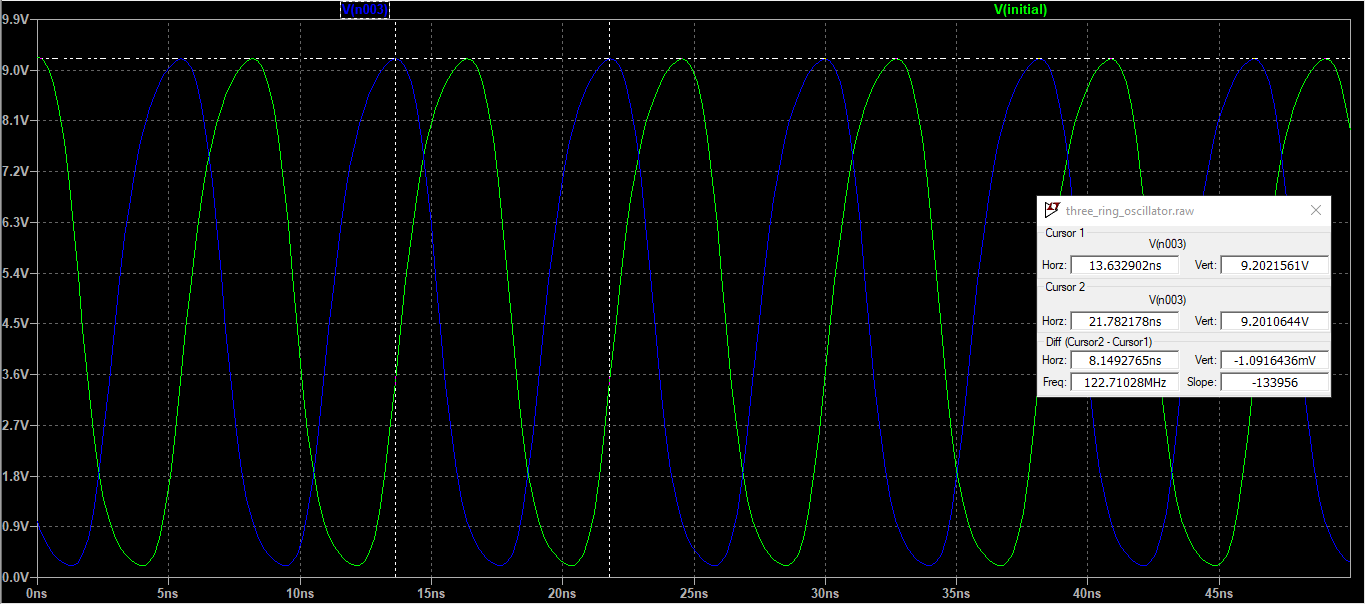 V(n003) V(initial)
9.9V
9.0V
8.1V
7.2V
6.3V
5.4V
4.5V
3.6V
2.7V
1.8V
0.9V
0.0V
0ns 5ns 10ns 15ns 20ns 25ns 30ns 35ns 40ns 45ns
three_ring_oscillator.raw
Cursor 1
V(n003)
Horz: 13.632902ns Vert: 9.2021561V
Cursor 2
V(n003)
Horz: 21.782178ns Vert: 9.2010644V
Diff (Cursor2 - Cursor1)
Horz: 8.1492765ns Vert: -1.0916436mV
Freq: 122.71028MHz Slope: -133956